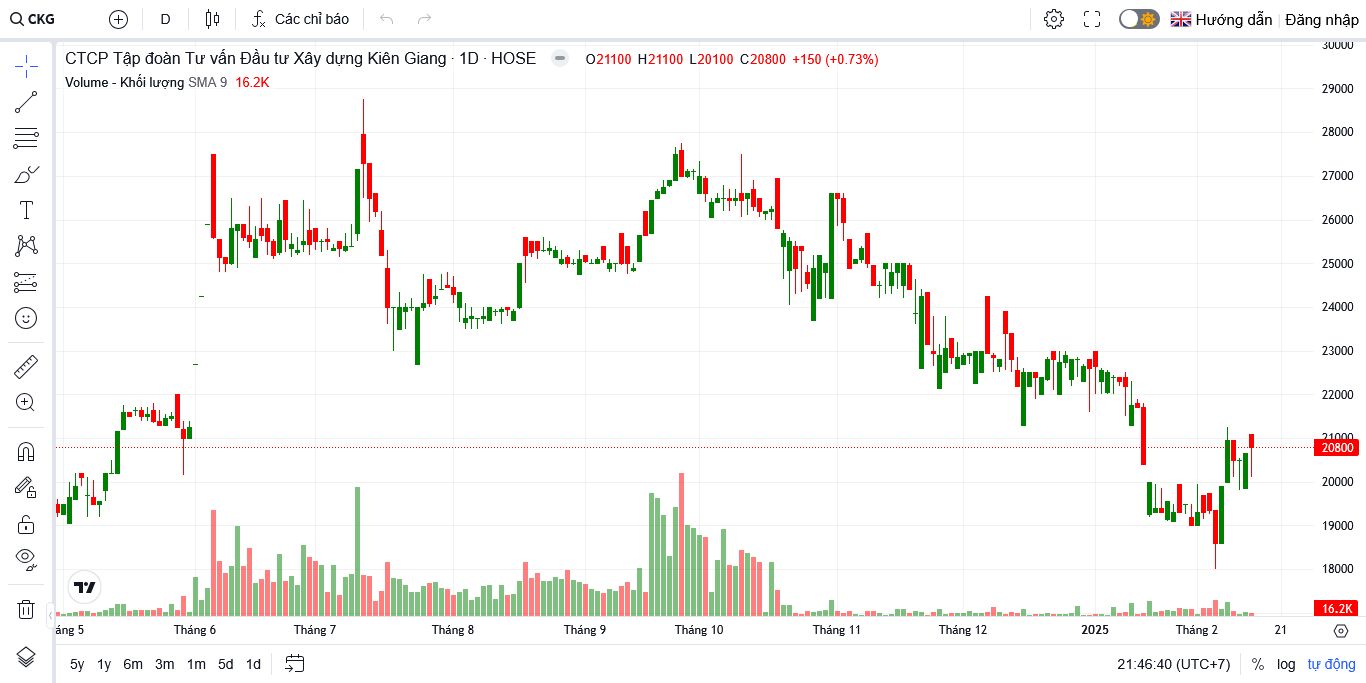 CKG D Các chỉ báo Hướng dẫn Đăng nhập
CTCP Tập đoàn Tư vấn Đầu tư Xây dựng Kiên Giang · 1D · HOSE O21100 H21100 L20100 C20800 +150 (+0.73%)
Volume - Khối lượng SMA 9 16.2K
30000
29000
28000
27000
26000
25000
24000
23000
22000
21000
20800
20000
19000
18000
16.2K
áng 5 Tháng 6 Tháng 7 Tháng 8 Tháng 9 Tháng 10 Tháng 11 Tháng 12 2025 Tháng 2 21
5y 1y 6m 3m 1m 5d 1d 21:46:40 (UTC+7) % log tự động